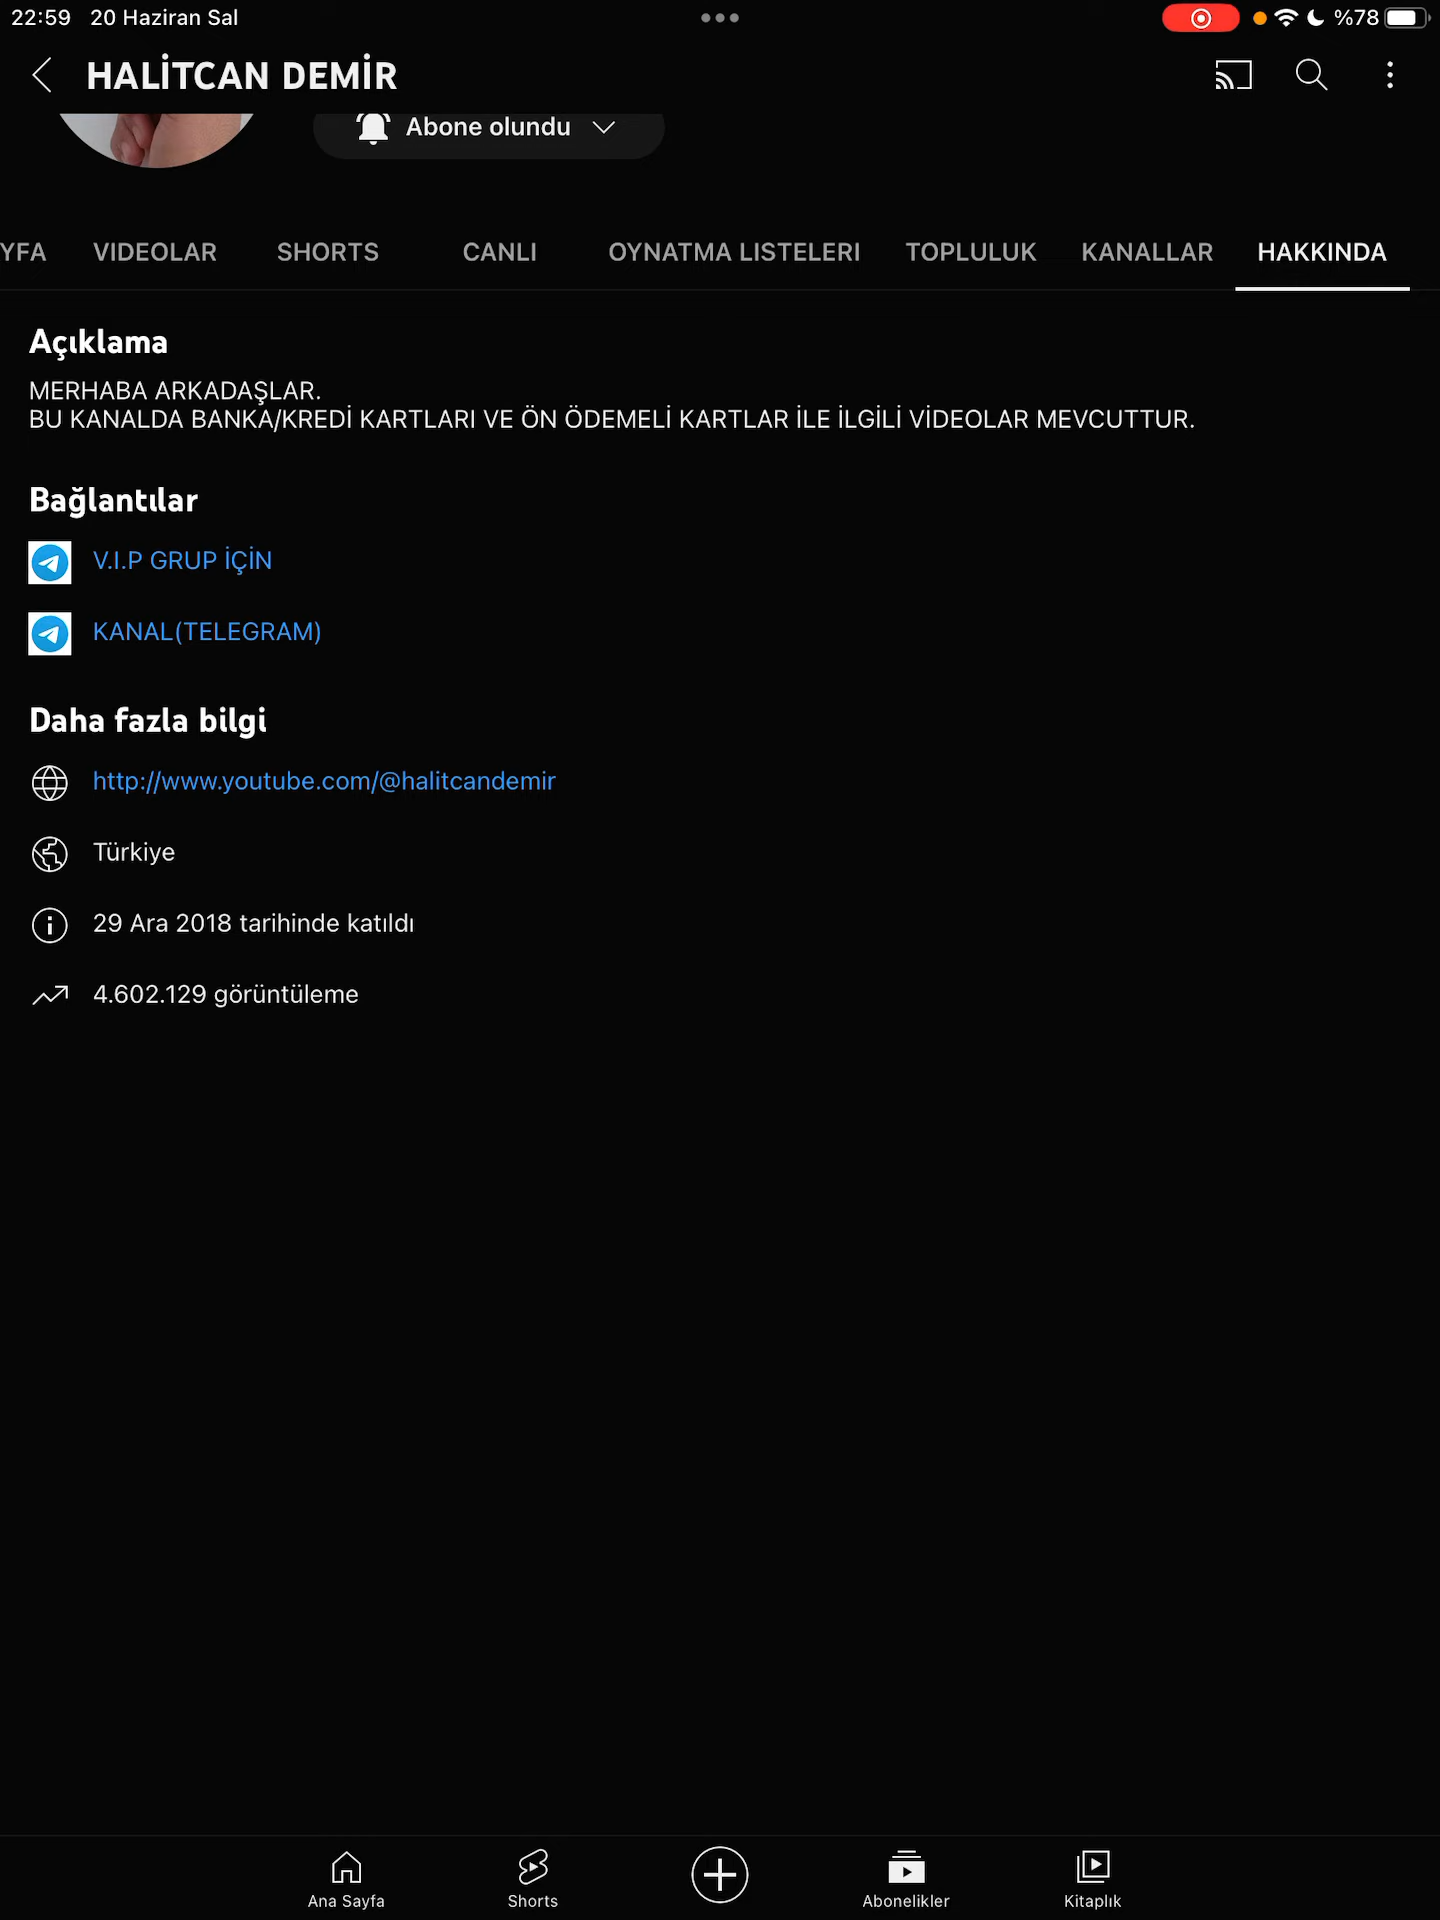 22:59 20 Haziran Sal %78
HALİTCAN DEMİR
Abone olundu
YFA VIDEOLAR SHORTS CANLI OYNATMA LISTELERI TOPLULUK KANALLAR HAKKINDA
Açıklama
MERHABA ARKADAŞLAR.
BU KANALDA BANKA/KREDİ KARTLARI VE ÖN ÖDEMELİ KARTLAR İLE İLGİLİ VİDEOLAR MEVCUTTUR.
Bağlantılar
V.I.P GRUP İÇİN
KANAL(TELEGRAM)
Daha fazla bilgi
http://www.youtube.com/@halitcandemir
Türkiye
29 Ara 2018 tarihinde katıldı
4.602.129 görüntüleme
Ana Sayfa Shorts Abonelikler Kitaplık